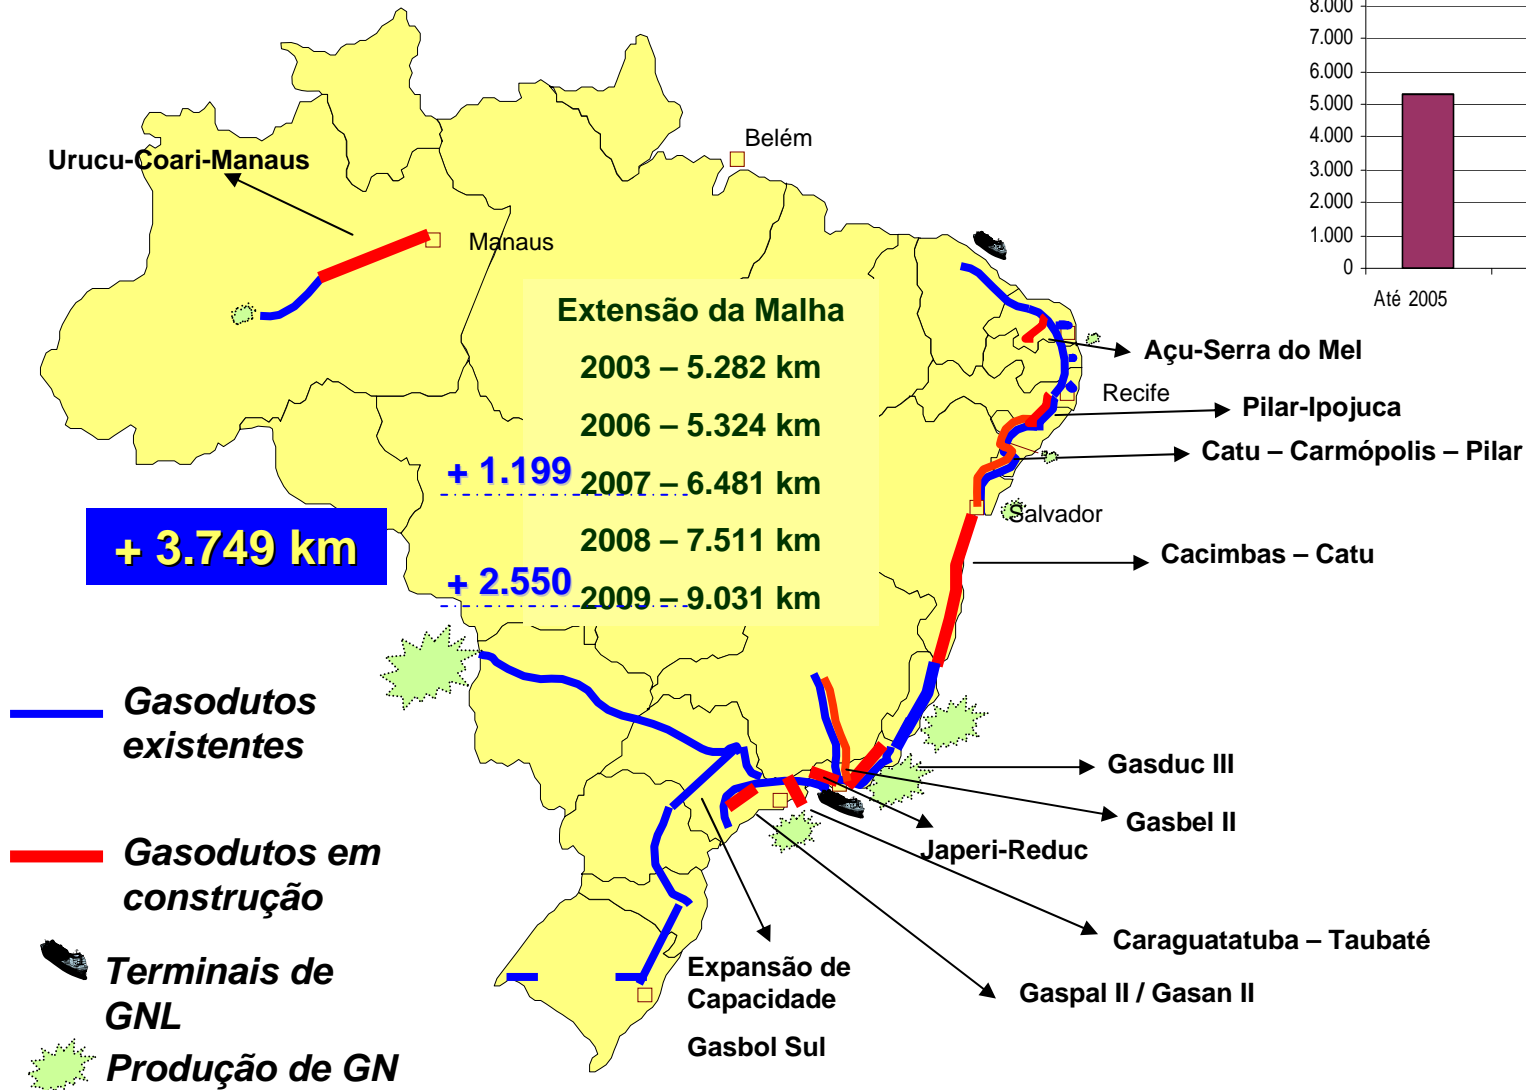 8.000
7.000
6.000
5.000
4.000
3.000
2.000
1.000
0
Até 2005
Belém
Urucu-Coari-Manaus
Manaus
Extensão da Malha
2003 – 5.282 km
2006 – 5.324 km
+ 1.199
2007 – 6.481 km
2008 – 7.511 km
+ 2.550
2009 – 9.031 km
+ 3.749 km
Açu-Serra do Mel
Recife
Pilar-Ipojuca
Catu – Carmópolis – Pilar
Salvador
Cacimbas – Catu
Gasduc III
Gasbel II
Japeri-Reduc
Caraguatatuba – Taubaté
Gaspal II / Gasan II
Expansão de
Capacidade
Gasbol Sul
Gasodutos
existentes
Gasodutos em
construção
Terminais de
GNL
Produção de GN